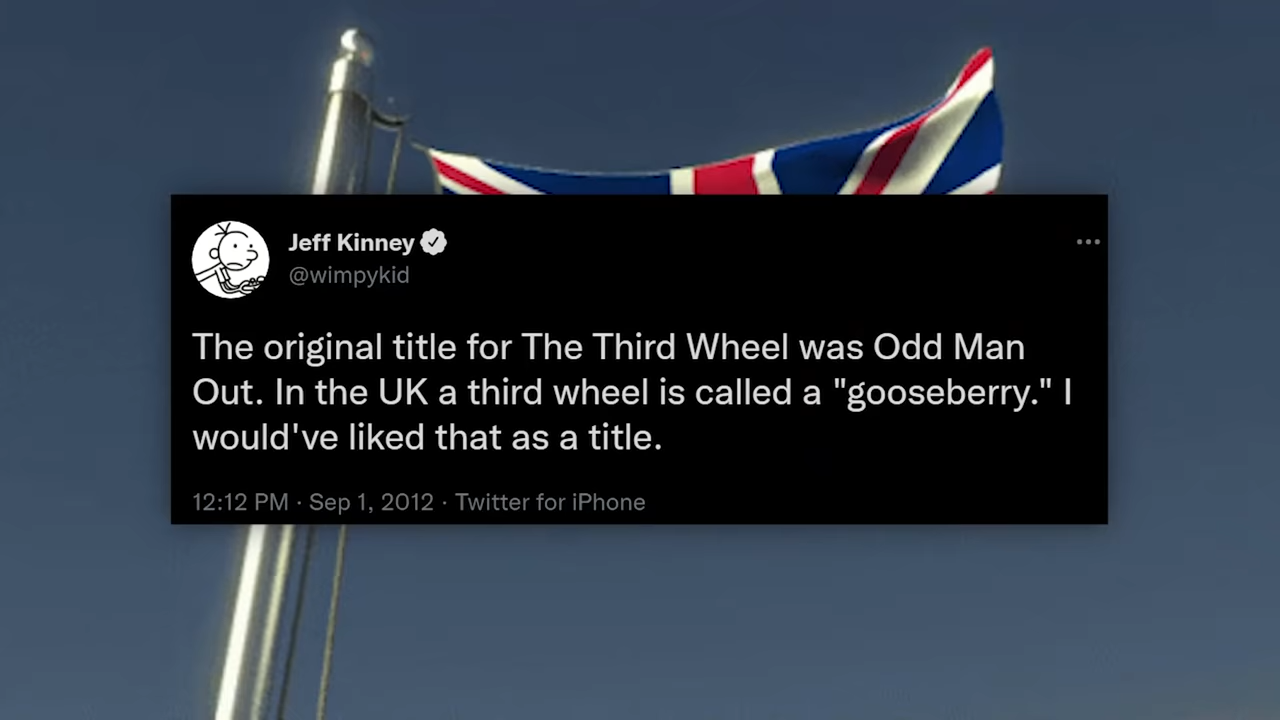 Jeff Kinney
@wimpykid
The original title for The Third Wheel was Odd Man
Out. In the UK a third wheel is called a "gooseberry." I
would've liked that as a title.
12:12 PM · Sep 1, 2012 · Twitter for iPhone